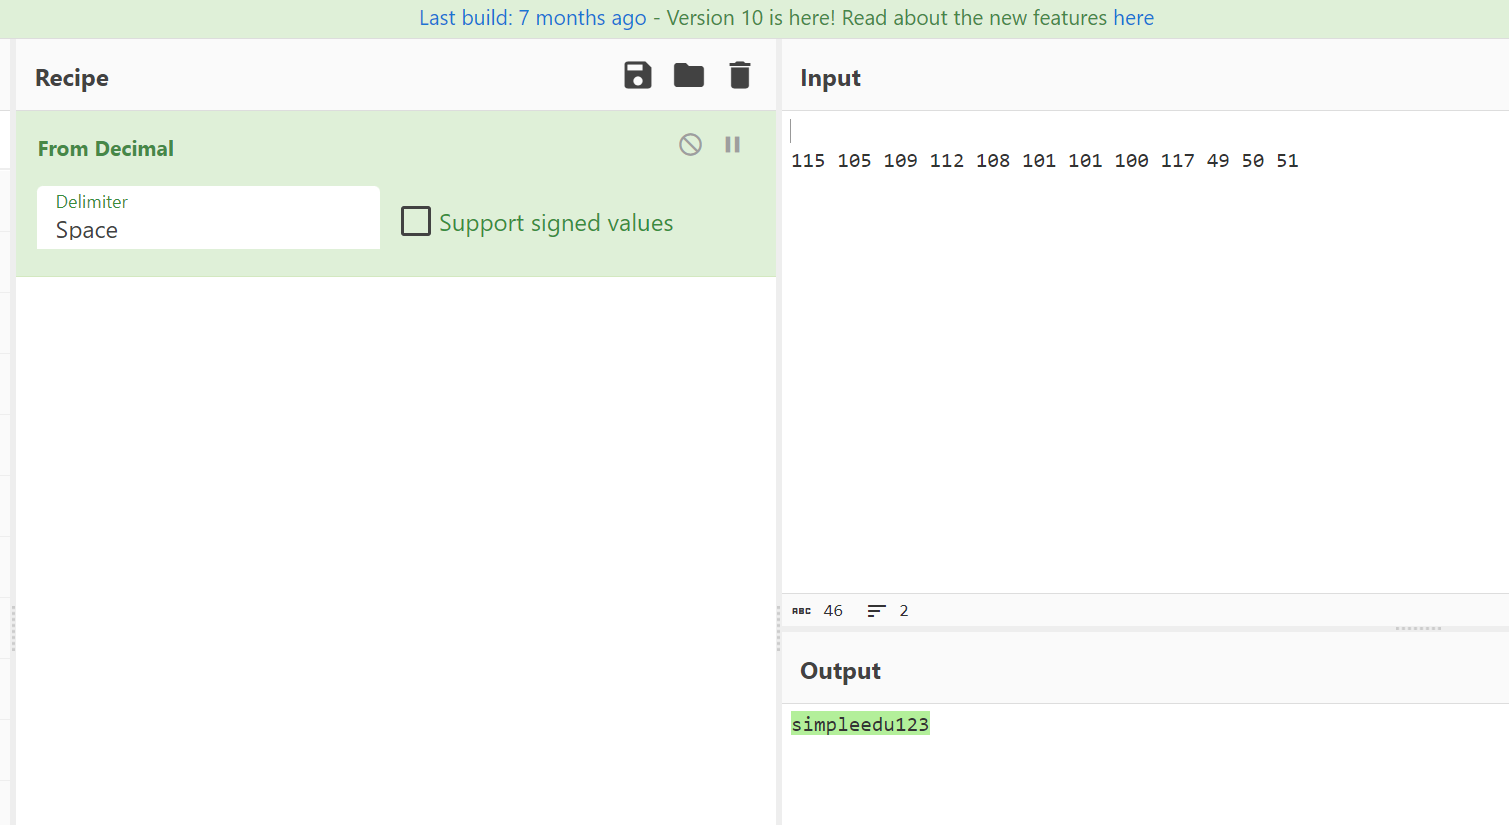 Last build: 7 months ago - Version 10 is here! Read about the new features here
Recipe
From Decimal
Delimiter
Space
Support signed values
Input
115 105 109 112 108 101 101 100 117 49 50 51
ABC 46 2
Output
simpleedu123